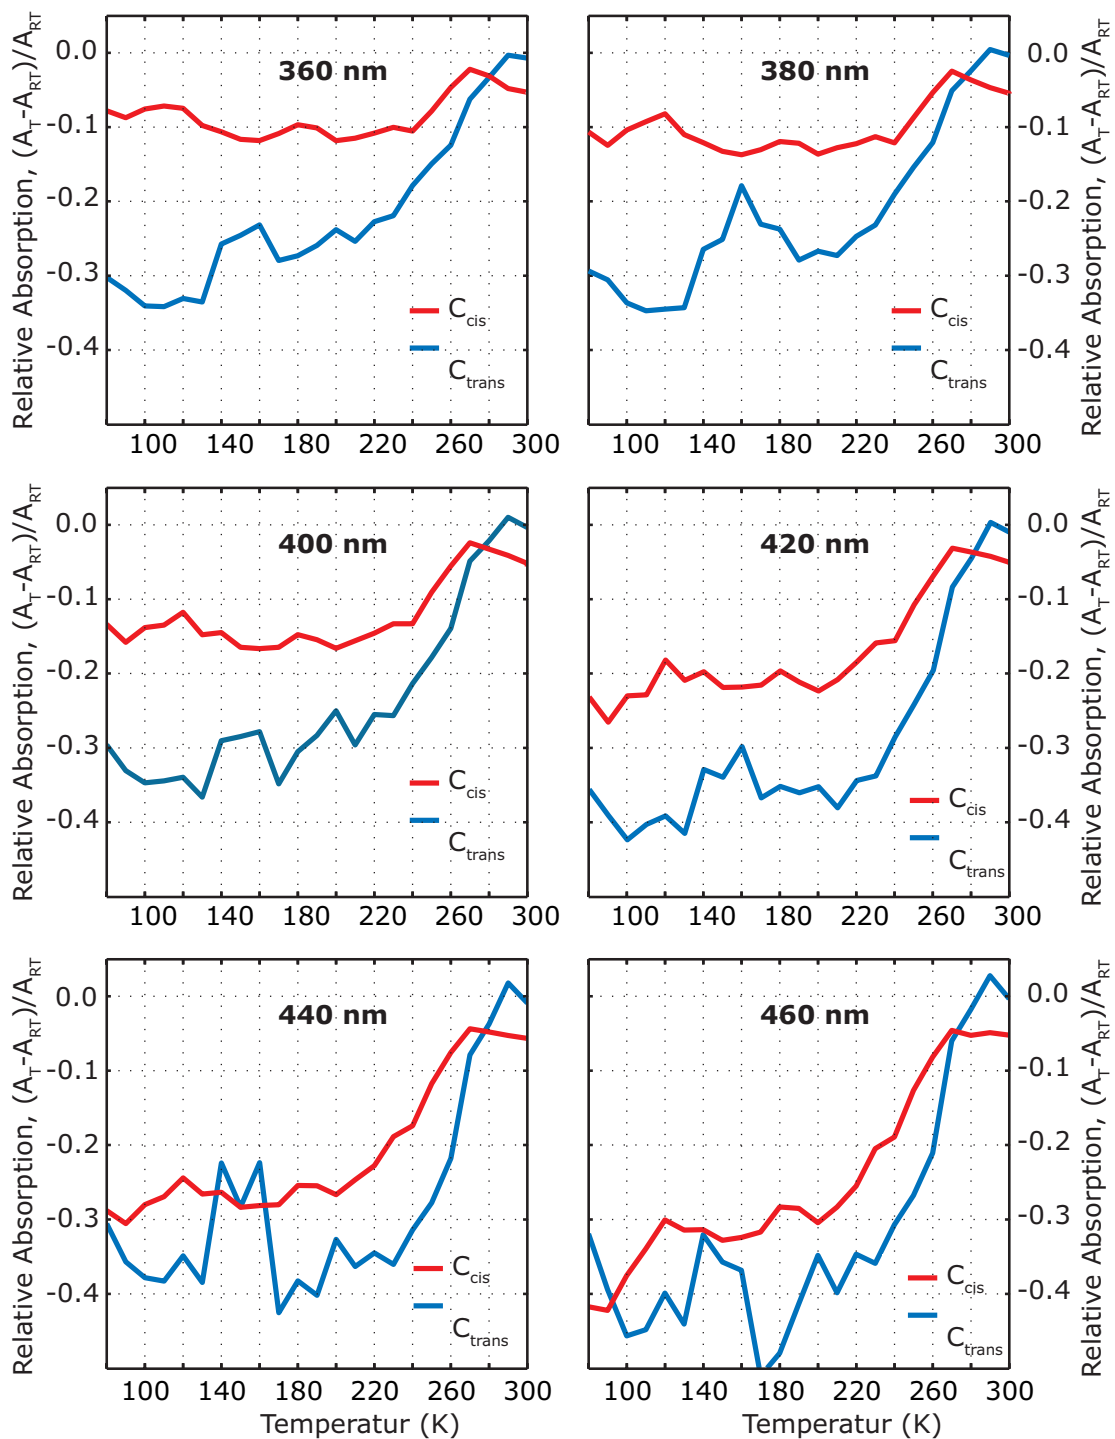 Relative Absorption, (A_T-A_RT)/A_RT
0.0
-0.1
-0.2
-0.3
-0.4
360 nm
C_cis
C_trans
100 140 180 220 260 300
380 nm
C_cis
C_trans
100 140 180 220 260 300
0.0
-0.1
-0.2
-0.3
-0.4
Relative Absorption, (A_T-A_RT)/A_RT
Relative Absorption, (A_T-A_RT)/A_RT
0.0
-0.1
-0.2
-0.3
-0.4
400 nm
C_cis
C_trans
100 140 180 220 260 300
420 nm
C_cis
C_trans
100 140 180 220 260 300
0.0
-0.1
-0.2
-0.3
-0.4
Relative Absorption, (A_T-A_RT)/A_RT
Relative Absorption, (A_T-A_RT)/A_RT
0.0
-0.1
-0.2
-0.3
-0.4
440 nm
C_cis
C_trans
100 140 180 220 260 300
Temperatur (K)
460 nm
C_cis
C_trans
100 140 180 220 260 300
Temperatur (K)
0.0
-0.1
-0.2
-0.3
-0.4
Relative Absorption, (A_T-A_RT)/A_RT